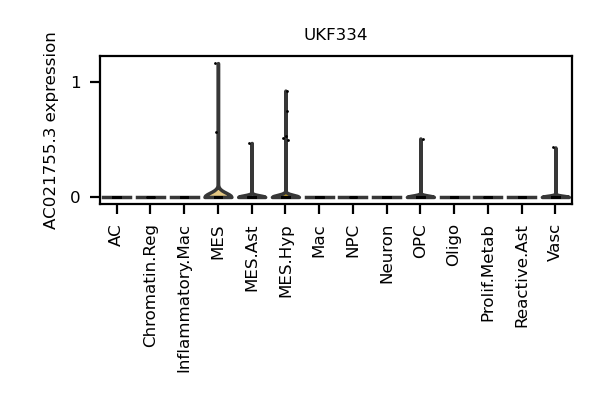 UKF334
AC021755.3 expression
1
0
AC
Chromatin.Reg
Inflammatory.Mac
MES
MES.Ast
MES.Hyp
Mac
NPC
Neuron
OPC
Oligo
Prolif.Metab
Reactive.Ast
Vasc